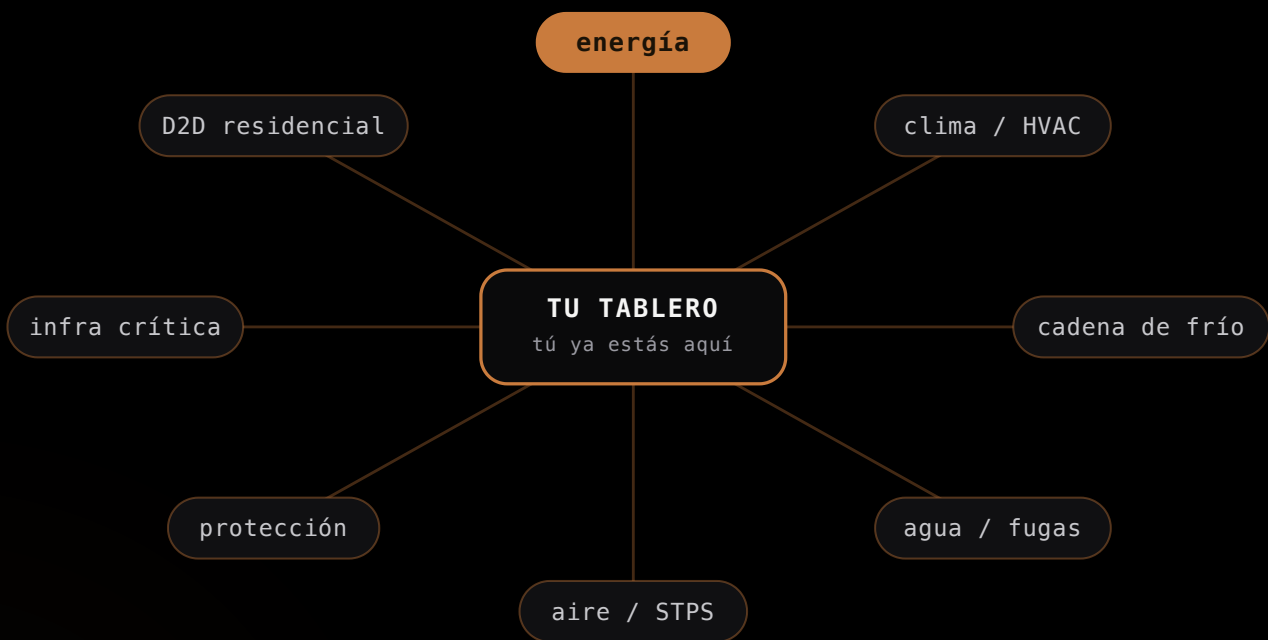 energía
D2D residencial
clima / HVAC
TU TABLERO
tú ya estás aquí
infra crítica
cadena de frío
protección
agua / fugas
aire / STPS